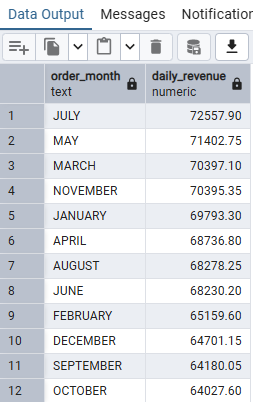 Data Output Messages Notification
order_month daily_revenue
text numeric
1 JULY 72557.90
2 MAY 71402.75
3 MARCH 70397.10
4 NOVEMBER 70395.35
5 JANUARY 69793.30
6 APRIL 68736.80
7 AUGUST 68278.25
8 JUNE 68230.20
9 FEBRUARY 65159.60
10 DECEMBER 64701.15
11 SEPTEMBER 64180.05
12 OCTOBER 64027.60